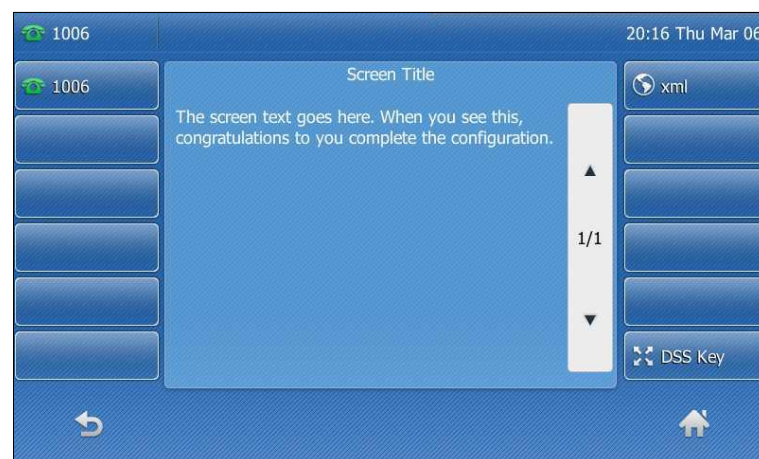 1006
20:16 Thu Mar 06
1006
Screen Title
xml
The screen text goes here. When you see this,
congratulations to you complete the configuration.
1/1
DSS Key